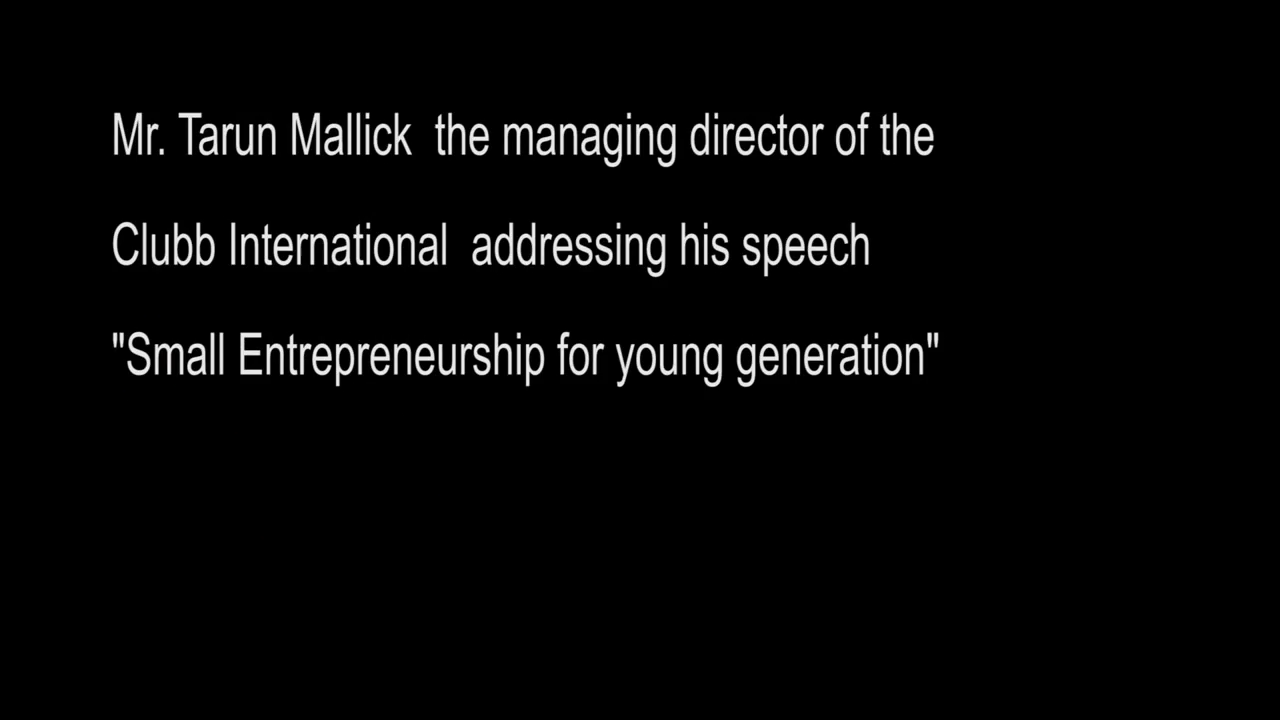 Mr. Tarun Mallick  the managing director of the
Clubb International  addressing his speech
"Small Entrepreneurship for young generation"